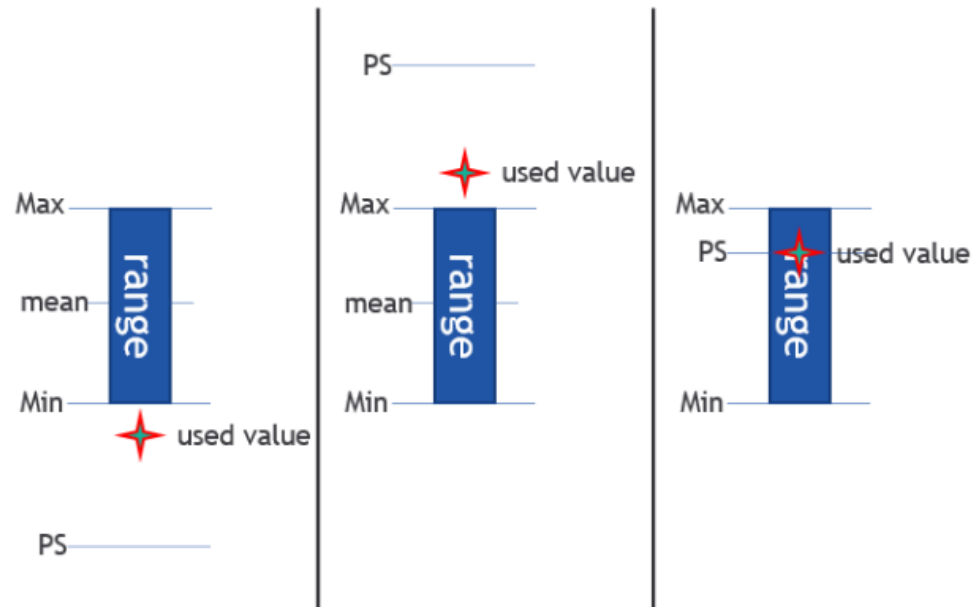 Max
range
mean
Min
used value
PS
PS
used value
Max
range
mean
Min
Max
PS
used value
range
Min